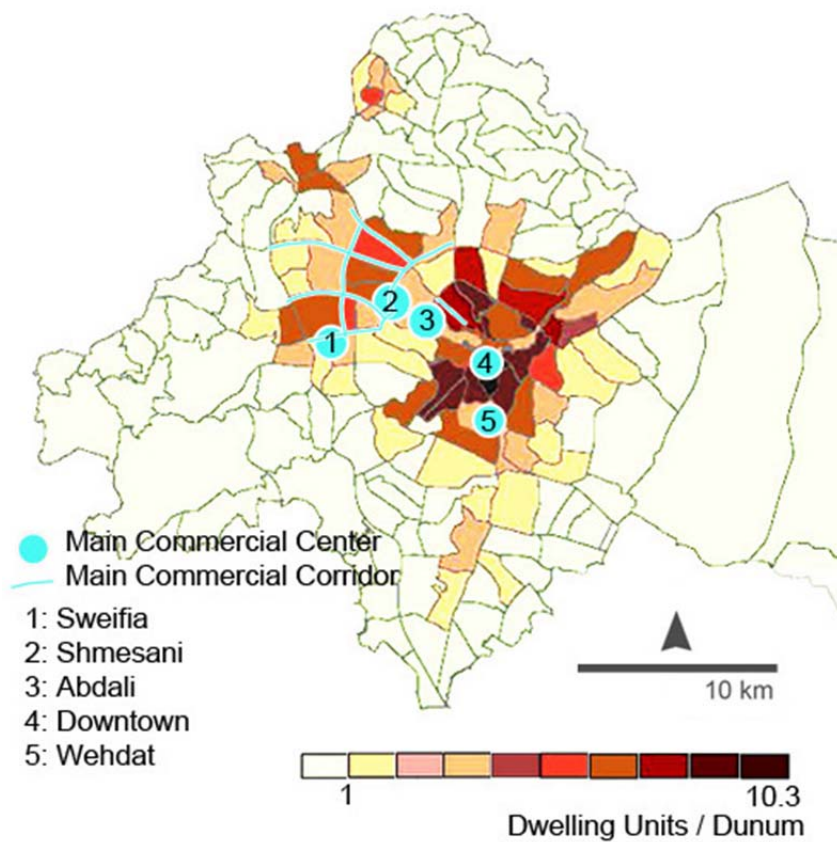 1
2
3
4
5
Main Commercial Center
Main Commercial Corridor
1: Sweifia
2: Shmesani
3: Abdali
4: Downtown
5: Wehdat
10 km
1 10.3
Dwelling Units / Dunum